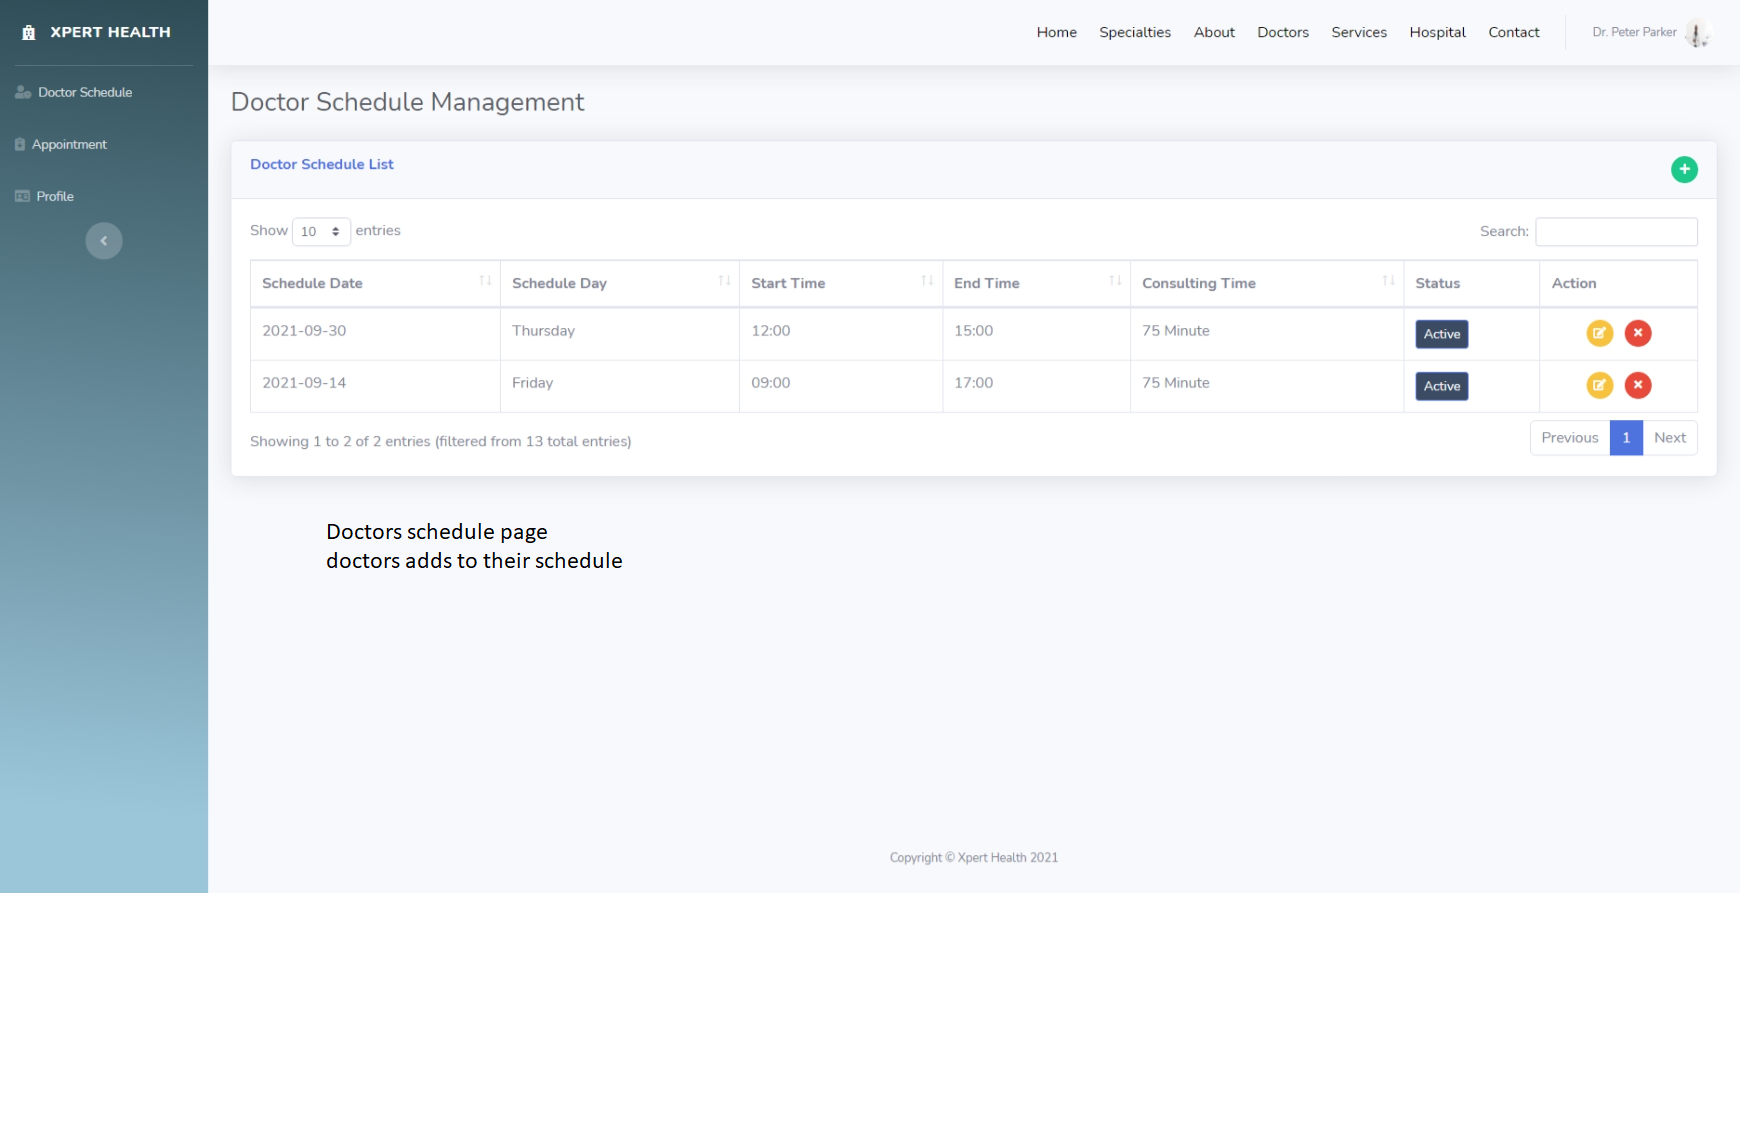 XPERT HEALTH
Home Specialties About Doctors Services Hospital Contact Dr. Peter Parker
Doctor Schedule
Appointment
Profile
Doctor Schedule Management
Doctor Schedule List
Show 10 entries Search:
Schedule Date Schedule Day Start Time End Time Consulting Time Status Action
2021-09-30 Thursday 12:00 15:00 75 Minute Active
2021-09-14 Friday 09:00 17:00 75 Minute Active
Showing 1 to 2 of 2 entries (filtered from 13 total entries) Previous 1 Next
Doctors schedule page
doctors adds to their schedule
Copyright © Xpert Health 2021